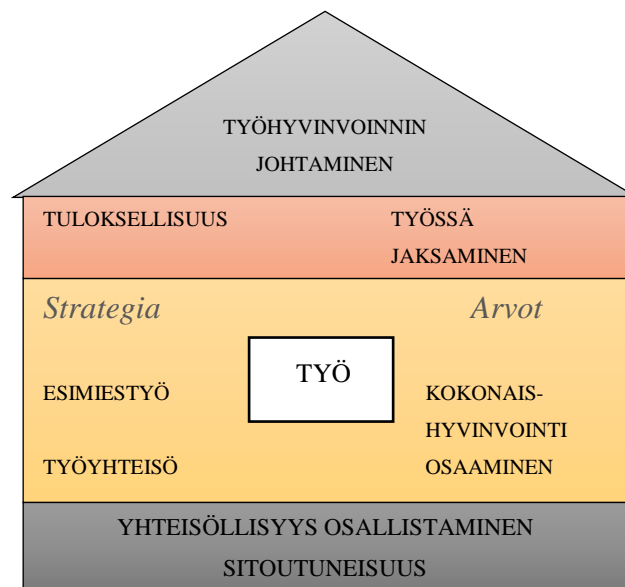 TYÖHYVINVOINNIN
JOHTAMINEN
TULOKSELLISUUS
TYÖSSÄ
JAKSAMINEN
Strategia
Arvot
TYÖ
ESIMIESTYÖ
TYÖYHTEISÖ
KOKONAIS-
HYVINVOINTI
OSAAMINEN
YHTEISÖLLISYYS OSALLISTAMINEN
SITOUTUNEISUUS